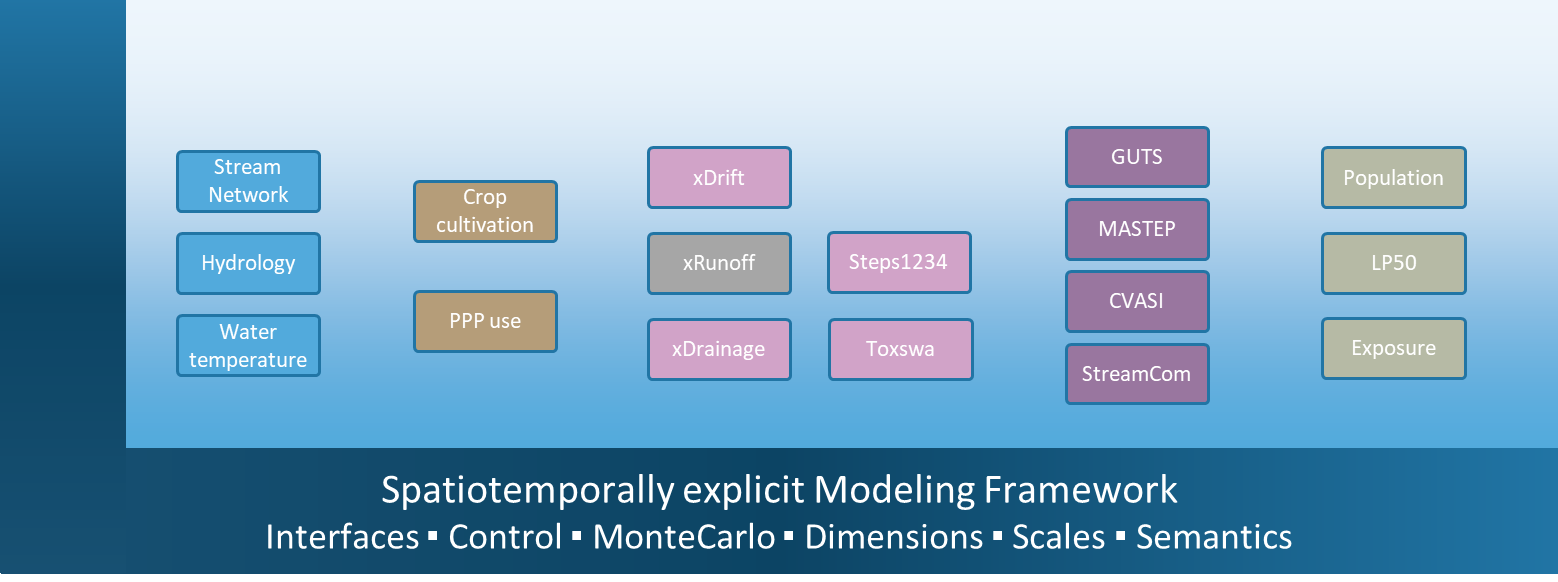 Stream
Network
Hydrology
Water
temperature
Crop
cultivation
PPP use
xDrift
xRunoff
xDrainage
Steps1234
Toxswa
GUTS
MASTEP
CVASI
StreamCom
Population
LP50
Exposure
Spatiotemporally explicit Modeling Framework
Interfaces ▪ Control ▪ MonteCarlo ▪ Dimensions ▪ Scales ▪ Semantics